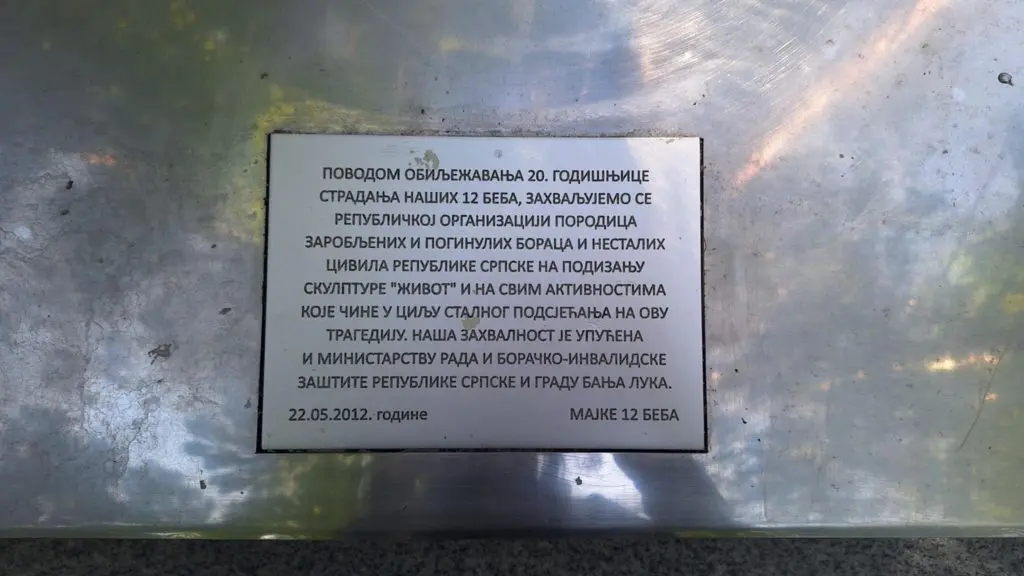 ПОВОДОМ ОБИЉЕЖАВАЊА 20. ГОДИШЊИЦЕ
СТРАДАЊА НАШИХ 12 БЕБА, ЗАХВАЉУЈЕМО СЕ
РЕПУБЛИЧКОЈ ОРГАНИЗАЦИЈИ ПОРОДИЦА
ЗАРОБЉЕНИХ И ПОГИНУЛИХ БОРАЦА И НЕСТАЛИХ
ЦИВИЛА РЕПУБЛИКЕ СРПСКЕ НА ПОДИЗАЊУ
СКУЛПТУРЕ "ЖИВОТ" И НА СВИМ АКТИВНОСТИМА
КОЈЕ ЧИНЕ У ЦИЉУ СТАЛНОГ ПОДСЈЕЋАЊА НА ОВУ
ТРАГЕДИЈУ. НАША ЗАХВАЛНОСТ ЈЕ УПУЋЕНА
И МИНИСТАРСТВУ РАДА И БОРАЧКО-ИНВАЛИДСКЕ
ЗАШТИТЕ РЕПУБЛИКЕ СРПСКЕ И ГРАДУ БАЊА ЛУКА.
22.05.2012. године МАЈКЕ 12 БЕБА